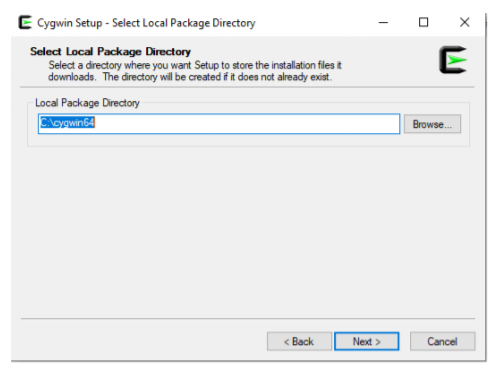 Cygwin Setup - Select Local Package Directory
Select Local Package Directory
Select a directory where you want Setup to store the installation files it
downloads. The directory will be created if it does not already exist.
Local Package Directory
C:\cygwin64
Browse...
< Back
Next >
Cancel